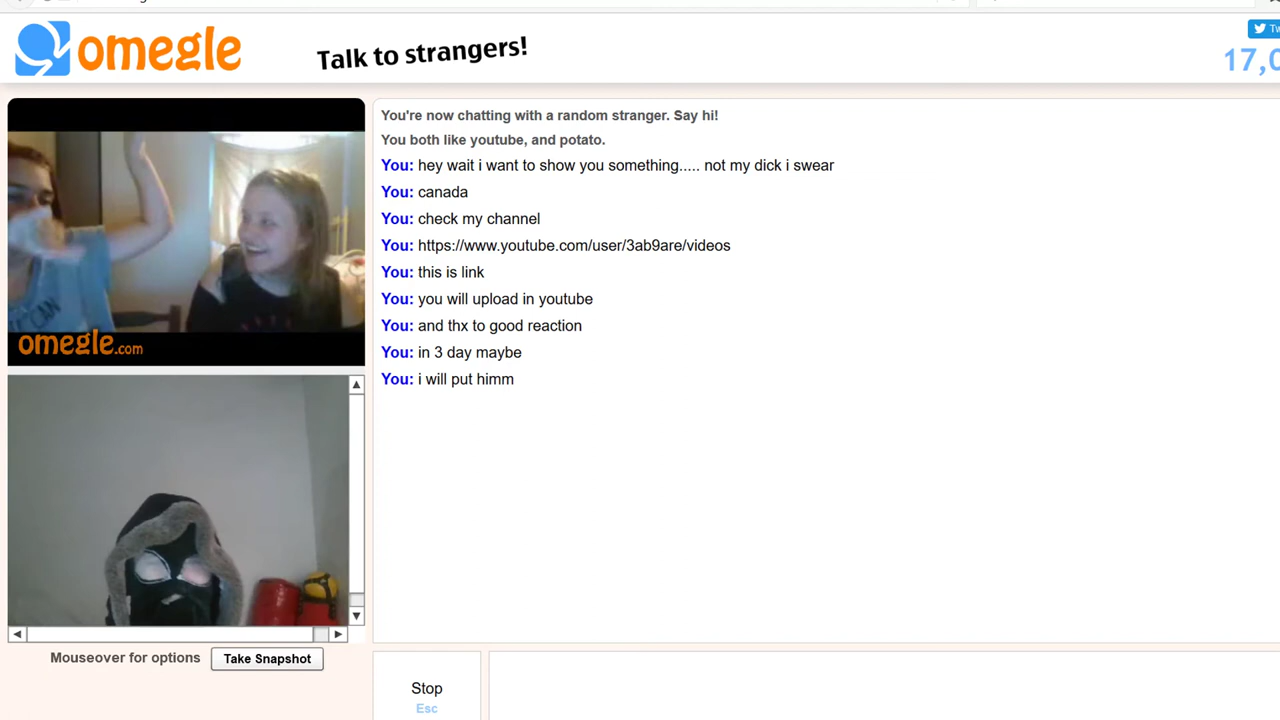 omegle
Talk to strangers!
Tw
17,0
You're now chatting with a random stranger. Say hi!
You both like youtube, and potato.
You: hey wait i want to show you something..... not my dick i swear
You: canada
You: check my channel
You: https://www.youtube.com/user/3ab9are/videos
You: this is link
You: you will upload in youtube
You: and thx to good reaction
You: in 3 day maybe
You: i will put himm
CAN
omegle.com
Mouseover for options
Take Snapshot
Stop
Esc